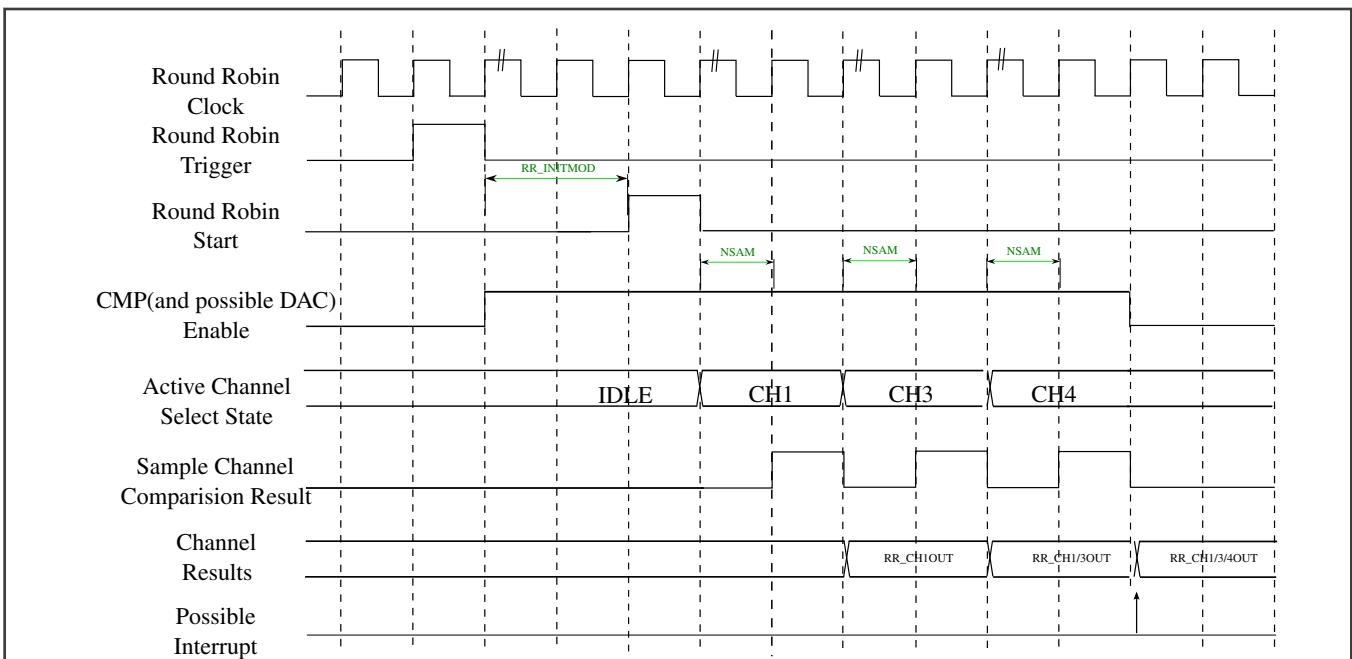 Round Robin
Clock
Round Robin
Trigger
RR_INITMOD
Round Robin
Start
NSAM
NSAM
NSAM
CMP(and possible DAC)
Enable
Active Channel
Select State
IDLE
CH1
CH3
CH4
Sample Channel
Comparision Result
Channel
Results
RR_CH1OUT
RR_CH1/3OUT
RR_CH1/3/4OUT
Possible
Interrupt